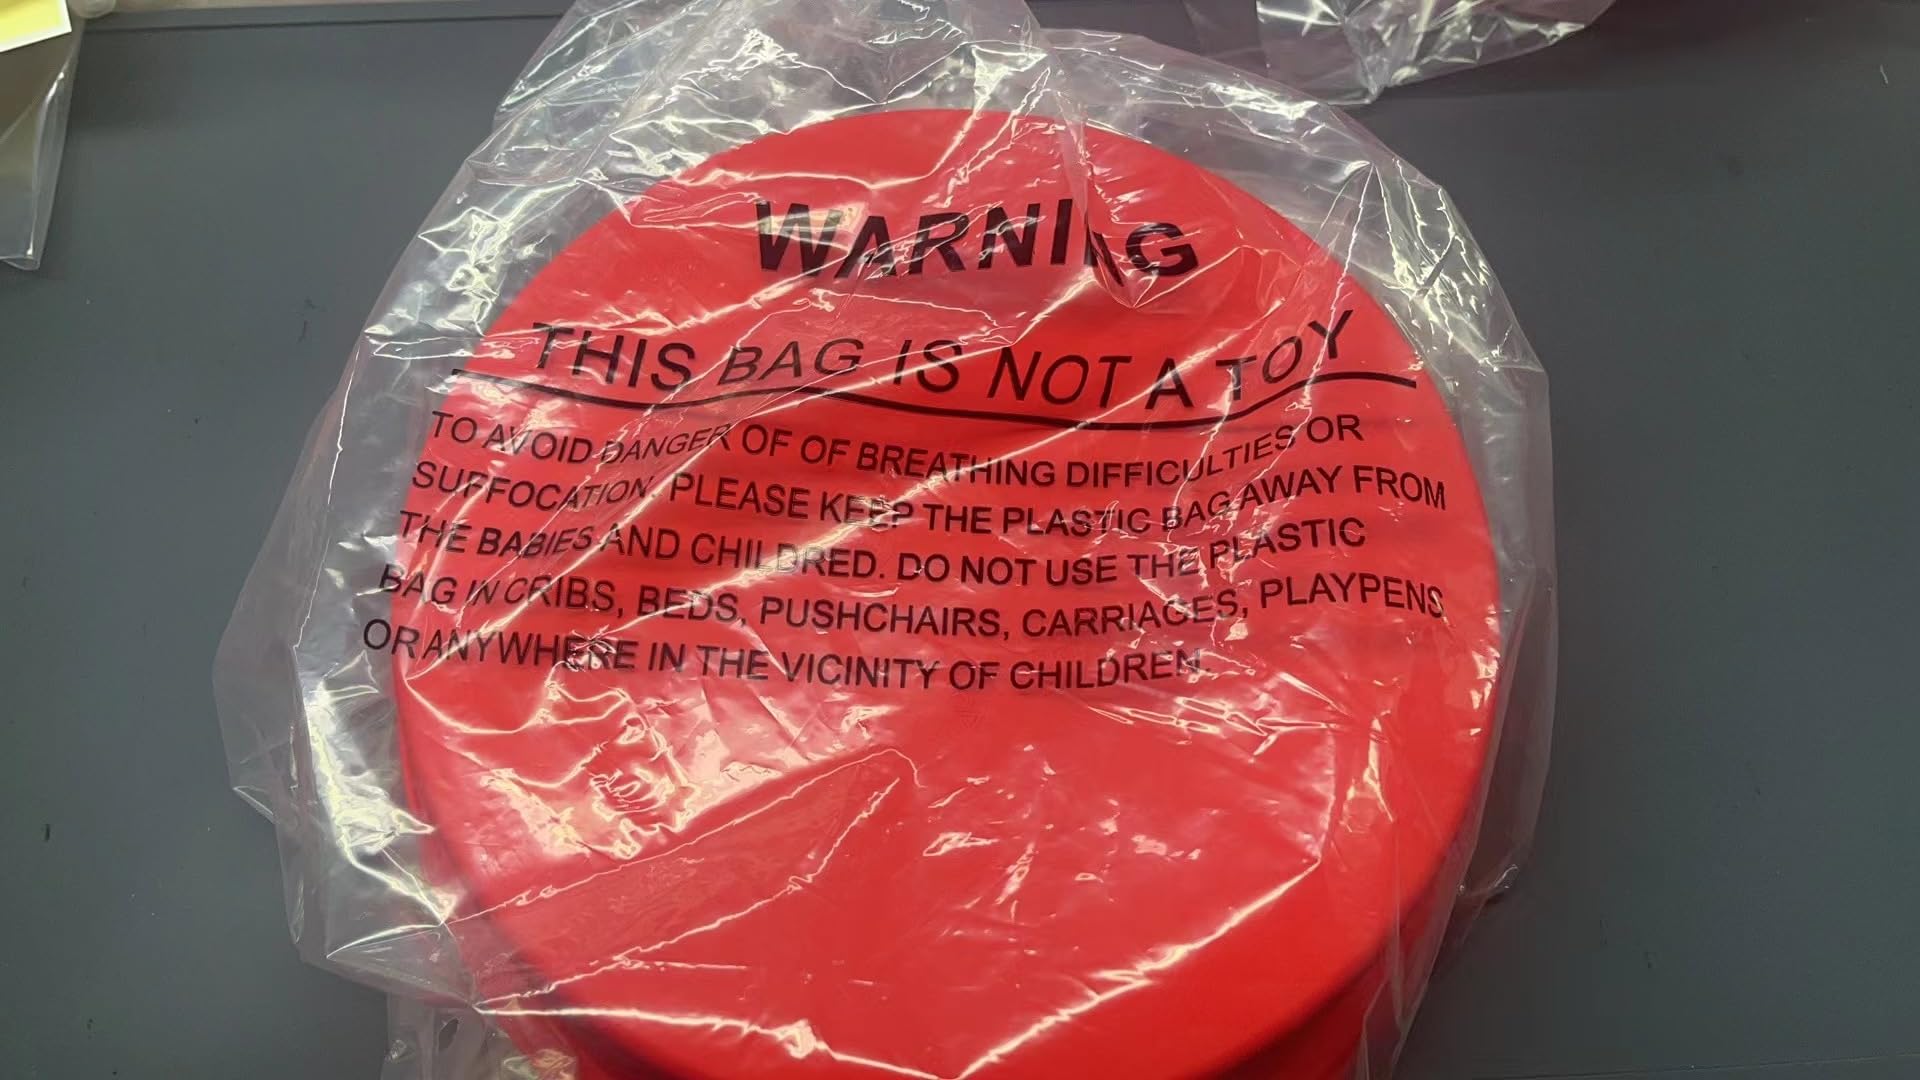 WARNING
THIS BAG IS NOT A TOY
TO AVOID DANGER OF OF BREATHING DIFFICULTIES OR
SUFFOCATION. PLEASE KEEP THE PLASTIC BAG AWAY FROM
THE BABIES AND CHILDRED. DO NOT USE THE PLASTIC
BAG IN CRIBS, BEDS, PUSHCHAIRS, CARRIAGES, PLAYPENS
OR ANYWHERE IN THE VICINITY OF CHILDREN.